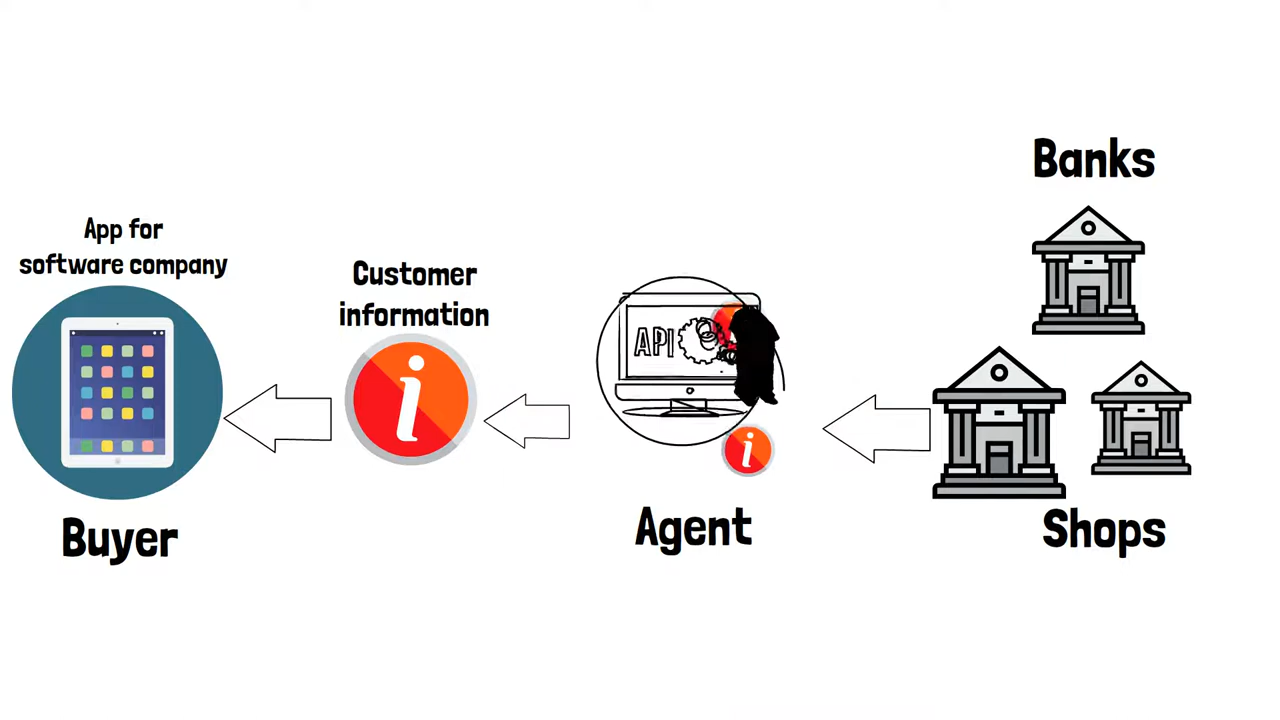 App for
software company
Buyer
Customer
information
i
API
i
Agent
Banks
Shops